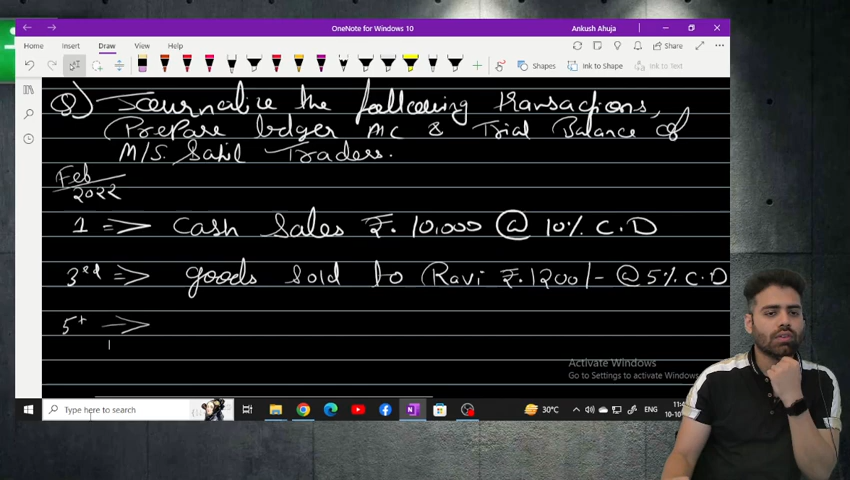 OneNote for Windows 10
Ankush Ahuja
Home Insert Draw View Help
Share
Shapes Ink to Shape Ink to Text
Q) Journalize the following transactions,
Prepare ledger A/C & Trial Balance of
M/S. Sahil Traders.
Feb
2022
1 => Cash Sales ₹. 10,000 @ 10% C.D
3rd => goods sold to Ravi ₹.1200/- @ 5% C.D
Activate Windows
Go to Settings to activate Windows
Type here to search
30°C
ENG